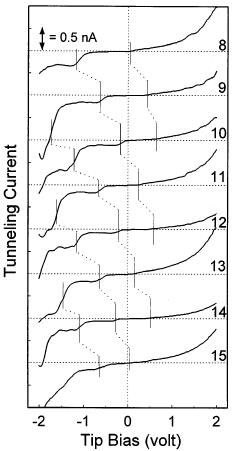 = 0.5 nA
8
9
10
11
12
13
14
15
Tunneling Current
-2 -1 0 1 2
Tip Bias (volt)